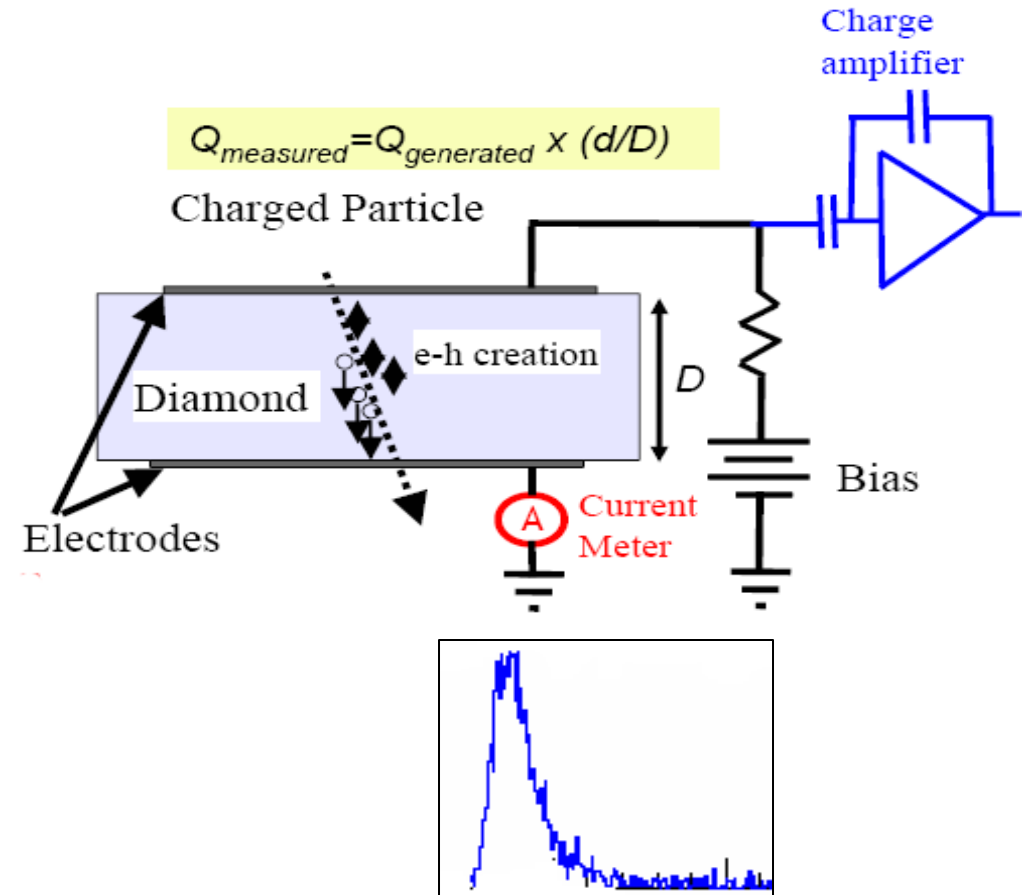 Charge
amplifier
Qmeasured=Qgenerated x (d/D)
Charged Particle
e-h creation
Diamond
D
Bias
A
Current
Meter
Electrodes